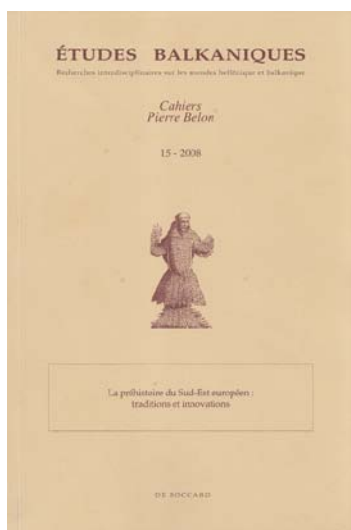 ÉTUDES BALKANIQUES
Recherches interdisciplinaires sur les mondes hellénique et balkanique
Cahiers
Pierre Belon
15 - 2008
La préhistoire du Sud-Est européen :
traditions et innovations
DE BOCCARD